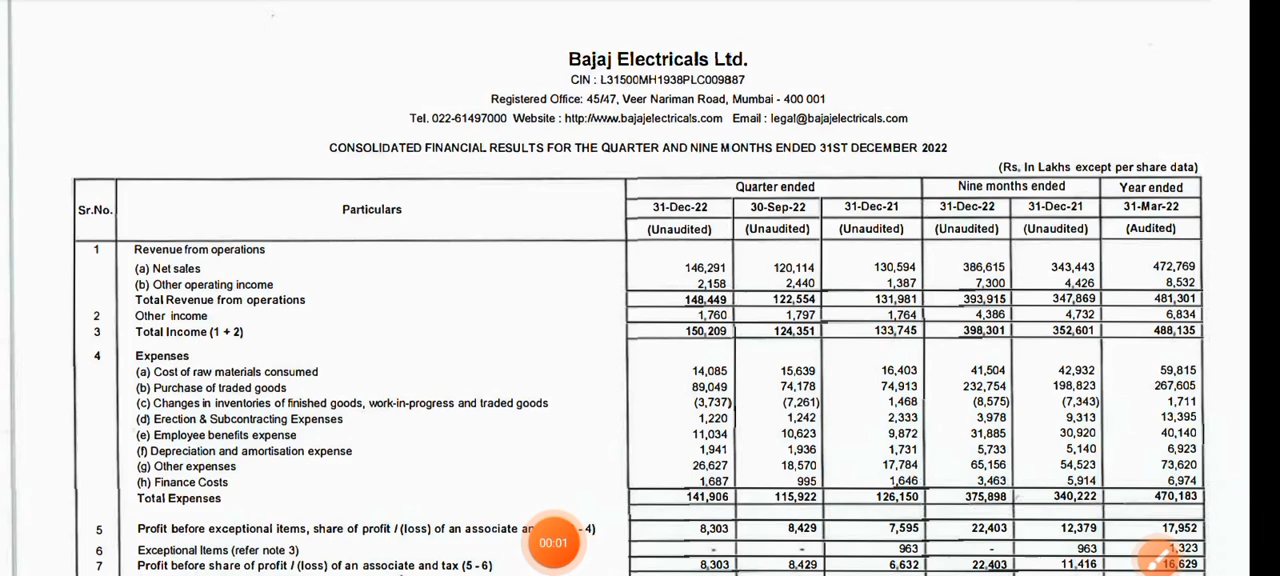 Bajaj Electricals Ltd.
CIN : L31500MH1938PLC009887
Registered Office: 45/47, Veer Nariman Road, Mumbai - 400 001
Tel. 022-61497000 Website : http://www.bajajelectricals.com Email : legal@bajajelectricals.com
CONSOLIDATED FINANCIAL RESULTS FOR THE QUARTER AND NINE MONTHS ENDED 31ST DECEMBER 2022
(Rs. In Lakhs except per share data)
Quarter ended Nine months ended Year ended
Sr.No. Particulars 31-Dec-22 30-Sep-22 31-Dec-21 31-Dec-22 31-Dec-21 31-Mar-22
(Unaudited) (Unaudited) (Unaudited) (Unaudited) (Unaudited) (Audited)
1 Revenue from operations
(a) Net sales 146,291 120,114 130,594 386,615 343,443 472,769
(b) Other operating income 2,158 2,440 1,387 7,300 4,426 8,532
Total Revenue from operations 148,449 122,554 131,981 393,915 347,869 481,301
2 Other income 1,760 1,797 1,764 4,386 4,732 6,834
3 Total Income (1 + 2) 150,209 124,351 133,745 398,301 352,601 488,135
4 Expenses
(a) Cost of raw materials consumed 14,085 15,639 16,403 41,504 42,932 59,815
(b) Purchase of traded goods 89,049 74,178 74,913 232,754 198,823 267,605
(c) Changes in inventories of finished goods, work-in-progress and traded goods (3,737) (7,261) 1,468 (8,575) (7,343) 1,711
(d) Erection & Subcontracting Expenses 1,220 1,242 2,333 3,978 9,313 13,395
(e) Employee benefits expense 11,034 10,623 9,872 31,885 30,920 40,140
(f) Depreciation and amortisation expense 1,941 1,936 1,731 5,733 5,140 6,923
(g) Other expenses 26,627 18,570 17,784 65,156 54,523 73,620
(h) Finance Costs 1,687 995 1,646 3,463 5,914 6,974
Total Expenses 141,906 115,922 126,150 375,898 340,222 470,183
5 Profit before exceptional items, share of profit / (loss) of an associate - 4) 8,303 8,429 7,595 22,403 12,379 17,952
00:01
6 Exceptional Items (refer note 3) - - 963 - 963 1,323
7 Profit before share of profit / (loss) of an associate and tax (5 - 6) 8,303 8,429 6,632 22,403 11,416 16,629